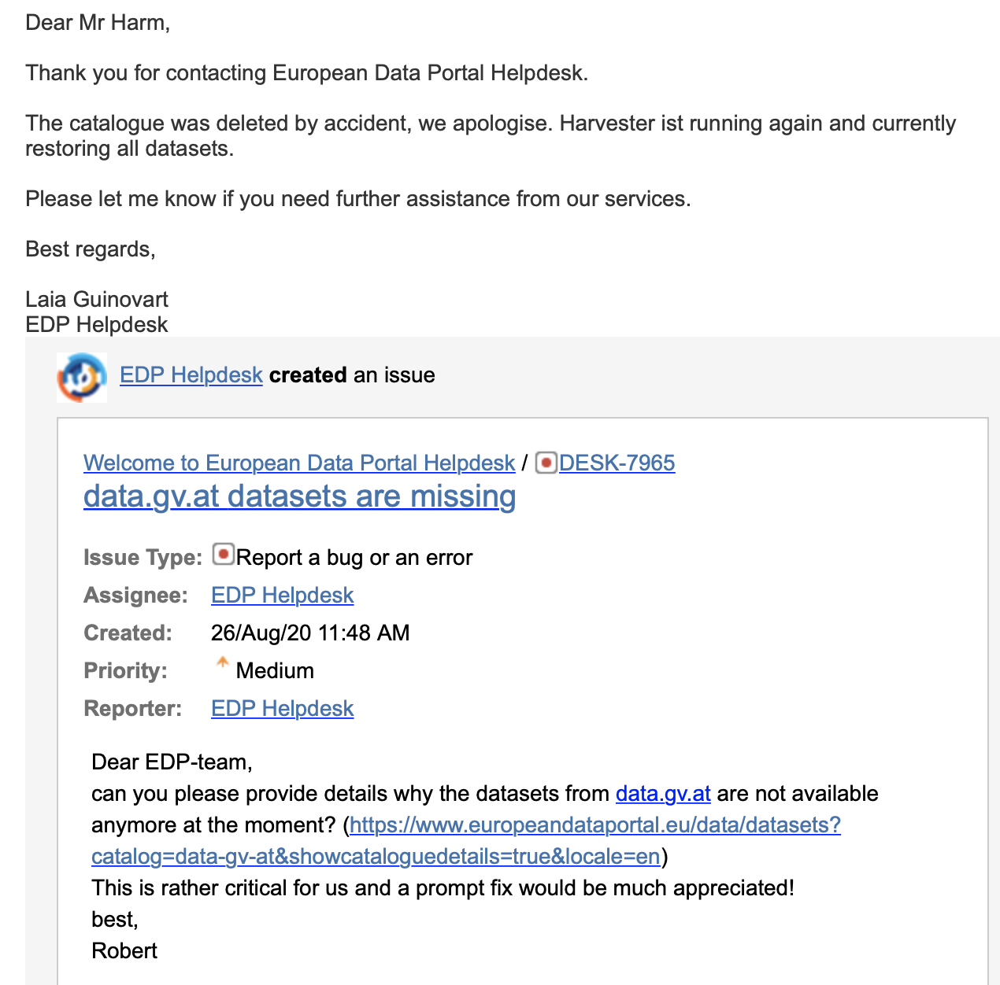 Dear Mr Harm,
Thank you for contacting European Data Portal Helpdesk.
The catalogue was deleted by accident, we apologise. Harvester ist running again and currently
restoring all datasets.
Please let me know if you need further assistance from our services.
Best regards,
Laia Guinovart
EDP Helpdesk
EDP Helpdesk created an issue
Welcome to European Data Portal Helpdesk / DESK-7965
data.gv.at datasets are missing
Issue Type: Report a bug or an error
Assignee: EDP Helpdesk
Created: 26/Aug/20 11:48 AM
Priority: Medium
Reporter: EDP Helpdesk
Dear EDP-team,
can you please provide details why the datasets from data.gv.at are not available
anymore at the moment? (https://www.europeandataportal.eu/data/datasets?
catalog=data-gv-at&showcataloguedetails=true&locale=en)
This is rather critical for us and a prompt fix would be much appreciated!
best,
Robert